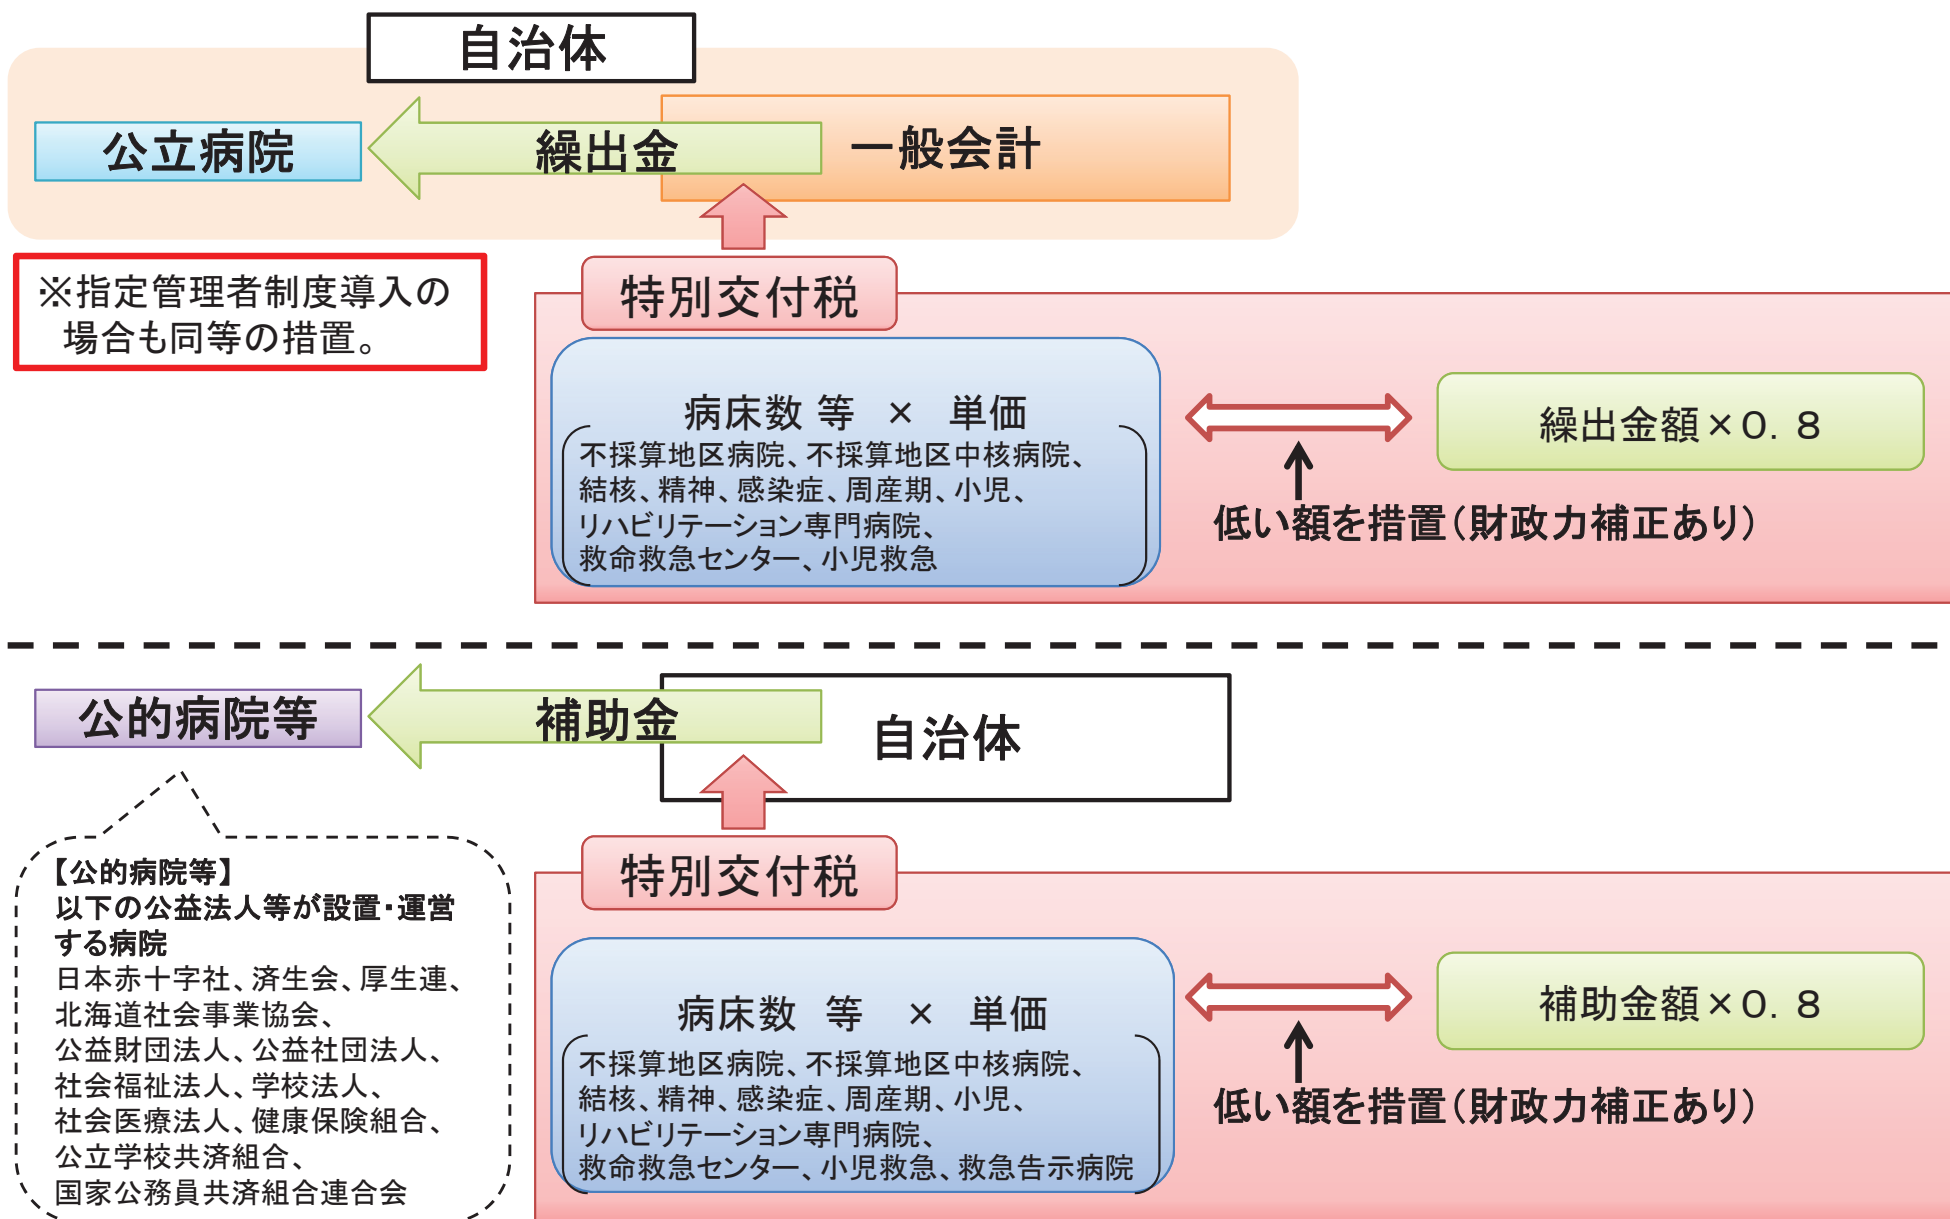 自治体
公立病院
繰出金
一般会計
※指定管理者制度導入の
場合も同等の措置。
特別交付税
病床数 等 × 単価
不採算地区病院、不採算地区中核病院、
結核、精神、感染症、周産期、小児、
リハビリテーション専門病院、
救命救急センター、小児救急
繰出金額×０．８
低い額を措置（財政力補正あり）
公的病院等
補助金
自治体
【公的病院等】
以下の公益法人等が設置・運営
する病院
日本赤十字社、済生会、厚生連、
北海道社会事業協会、
公益財団法人、公益社団法人、
社会福祉法人、学校法人、
社会医療法人、健康保険組合、
公立学校共済組合、
国家公務員共済組合連合会
特別交付税
病床数 等 × 単価
不採算地区病院、不採算地区中核病院、
結核、精神、感染症、周産期、小児、
リハビリテーション専門病院、
救命救急センター、小児救急、救急告示病院
補助金額×０．８
低い額を措置（財政力補正あり）